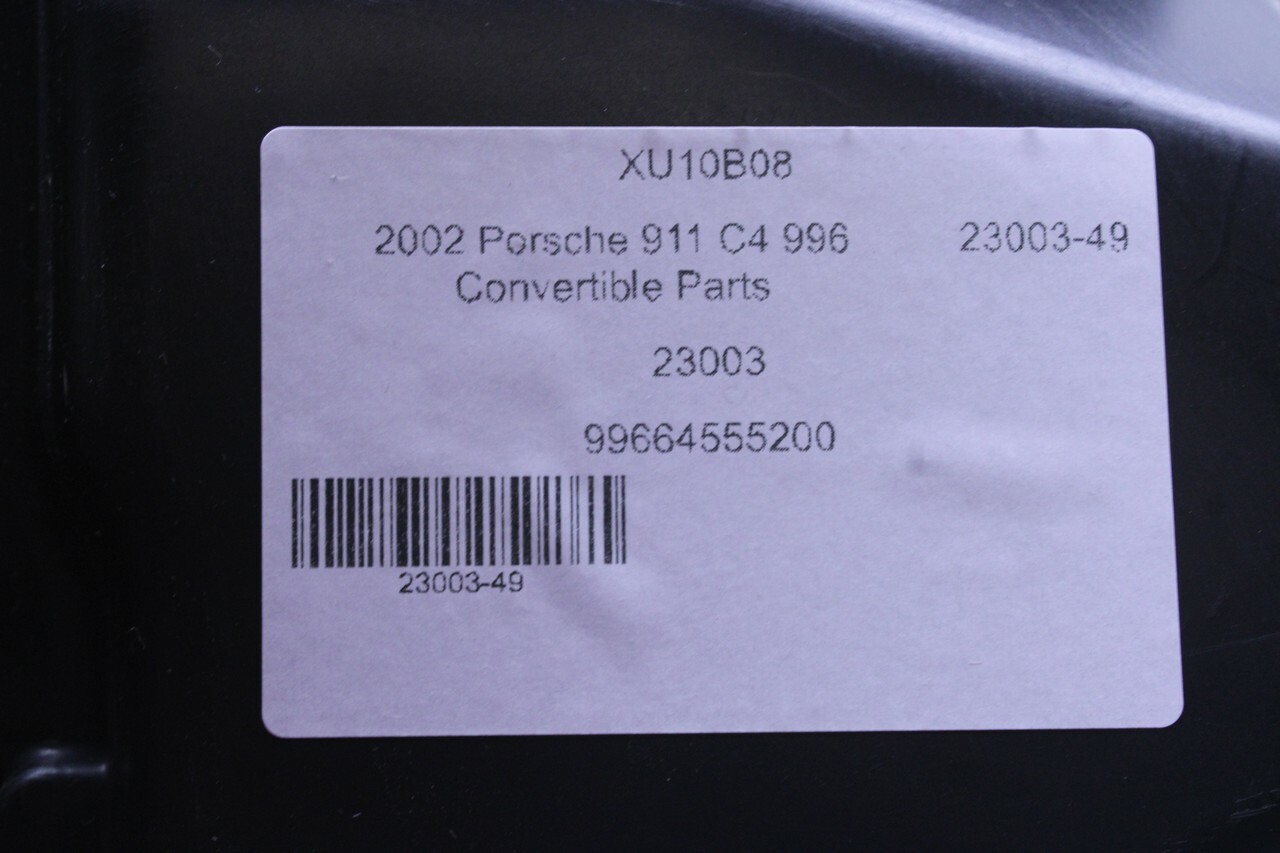 XU10B08
2002 Porsche 911 C4 996 23003-49
Convertible Parts
23003
99664555200
23003-49